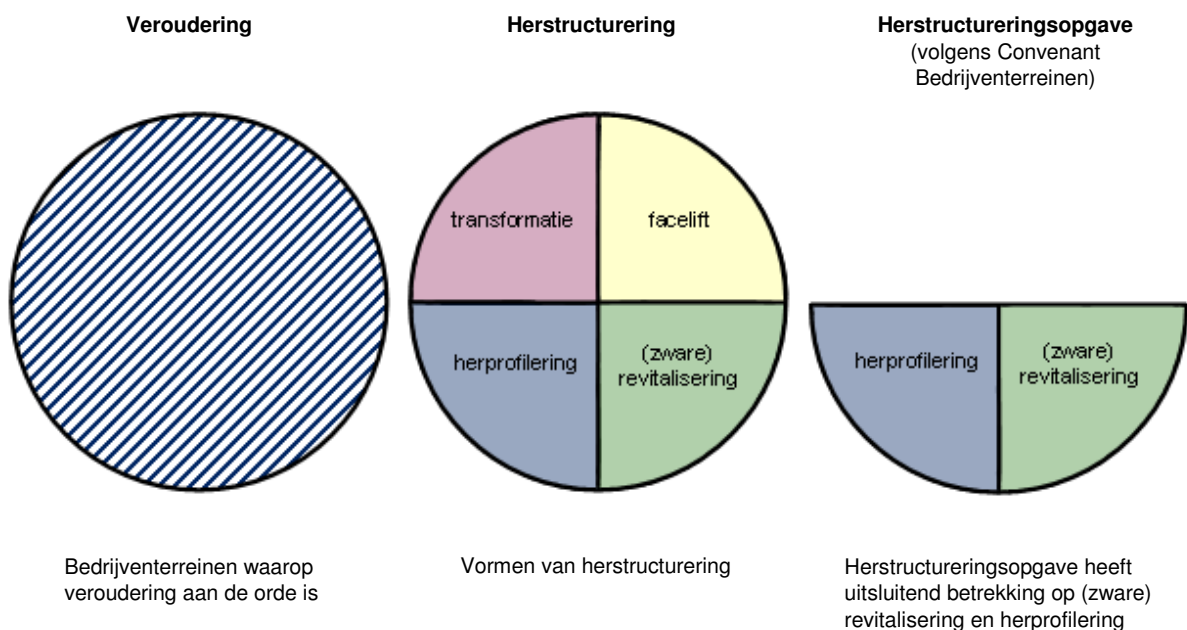 Veroudering
Herstructurering
Herstructureringsopgave
(volgens Convenant
Bedrijventerreinen)
transformatie
facelift
herprofilering
(zware)
revitalisering
herprofilering
(zware)
revitalisering
Bedrijventerreinen waarop
veroudering aan de orde is
Vormen van herstructurering
Herstructureringsopgave heeft
uitsluitend betrekking op (zware)
revitalisering en herprofilering